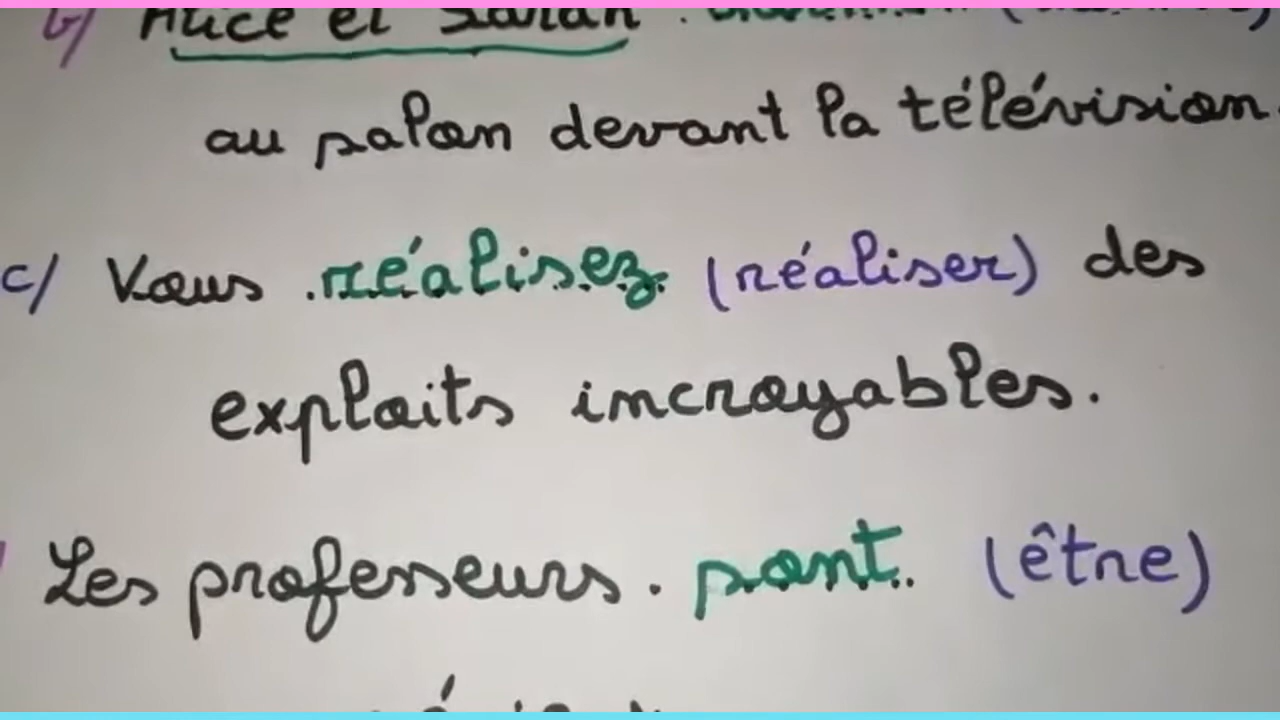 b/ Alice et Sarah
au salon devant la télévision.
c/ Vous réalisez (réaliser) des
exploits incroyables.
Les professeurs sont (être)